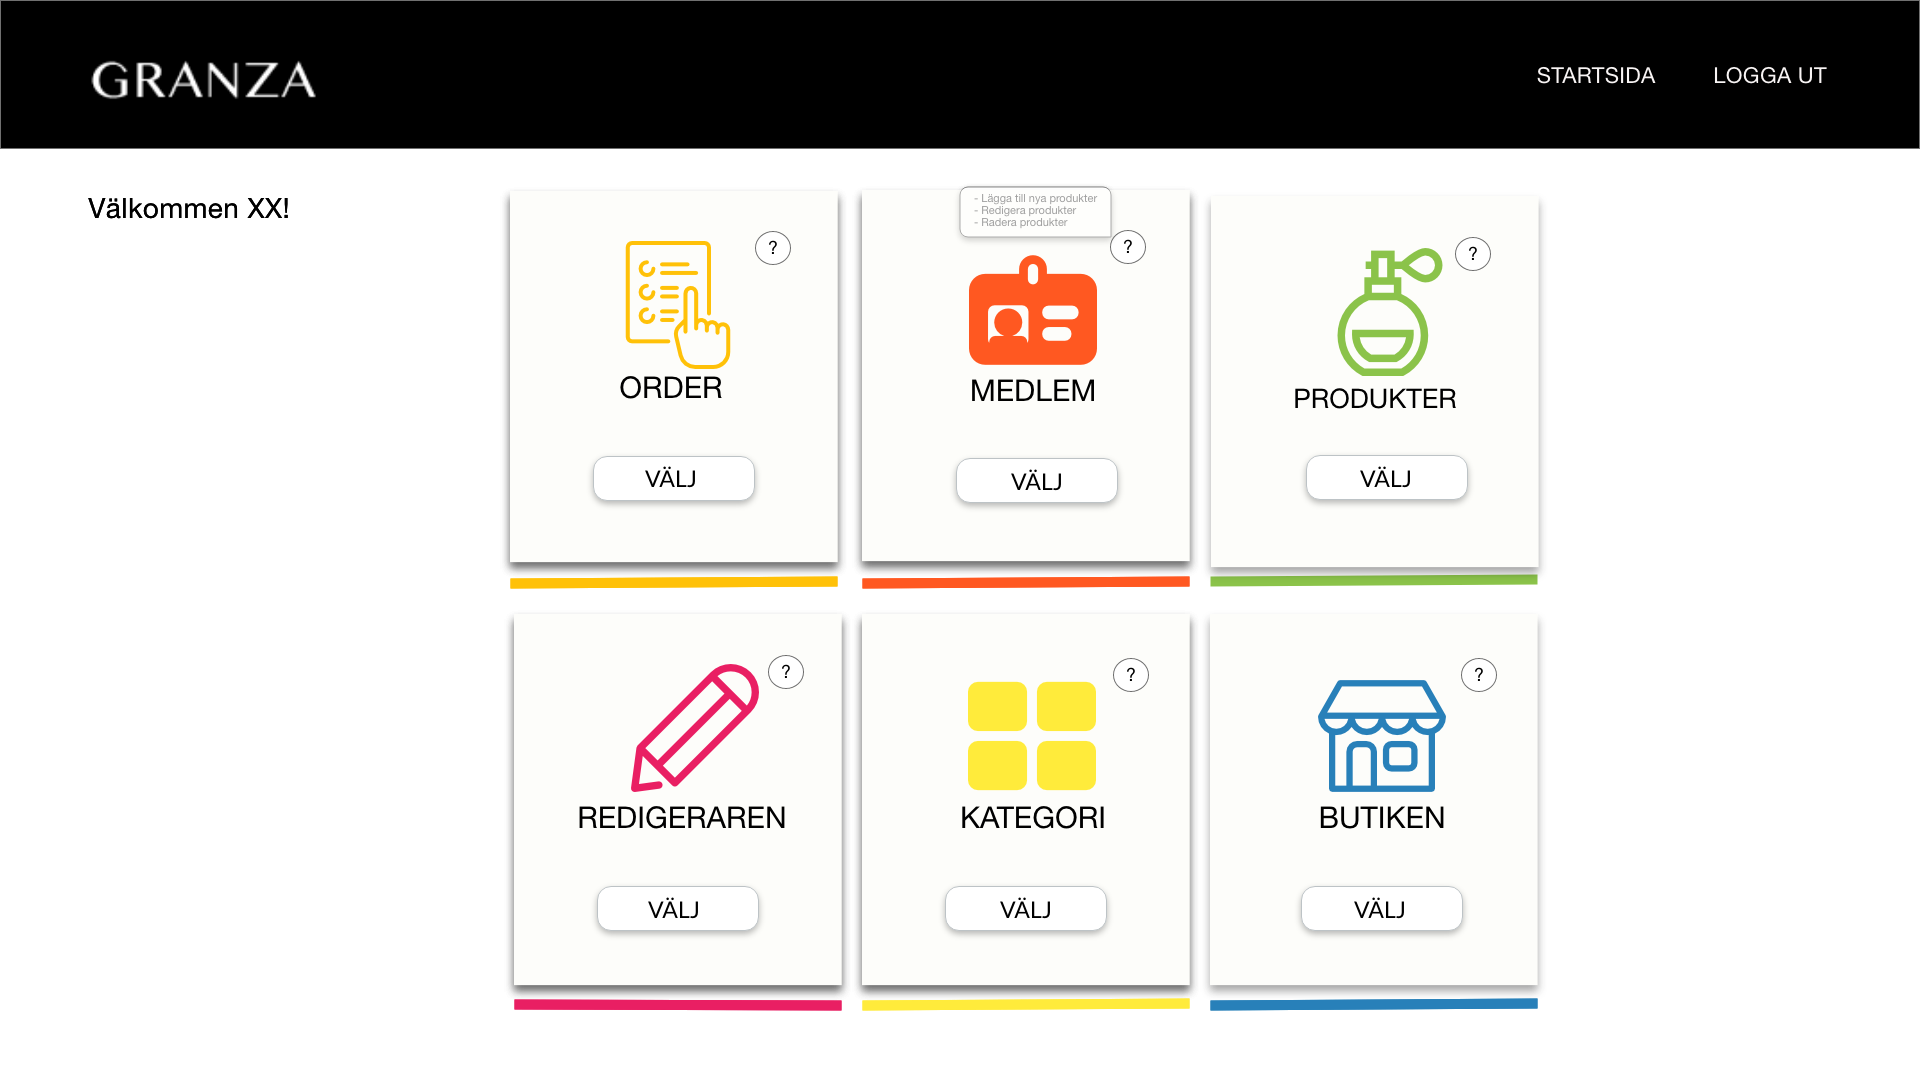 GRANZA
STARTSIDA
LOGGA UT
Välkommen XX!
?
ORDER
VÄLJ
- Lägga till nya produkter
- Redigera produkter
- Radera produkter
?
MEDLEM
VÄLJ
?
PRODUKTER
VÄLJ
?
REDIGERAREN
VÄLJ
?
KATEGORI
VÄLJ
?
BUTIKEN
VÄLJ